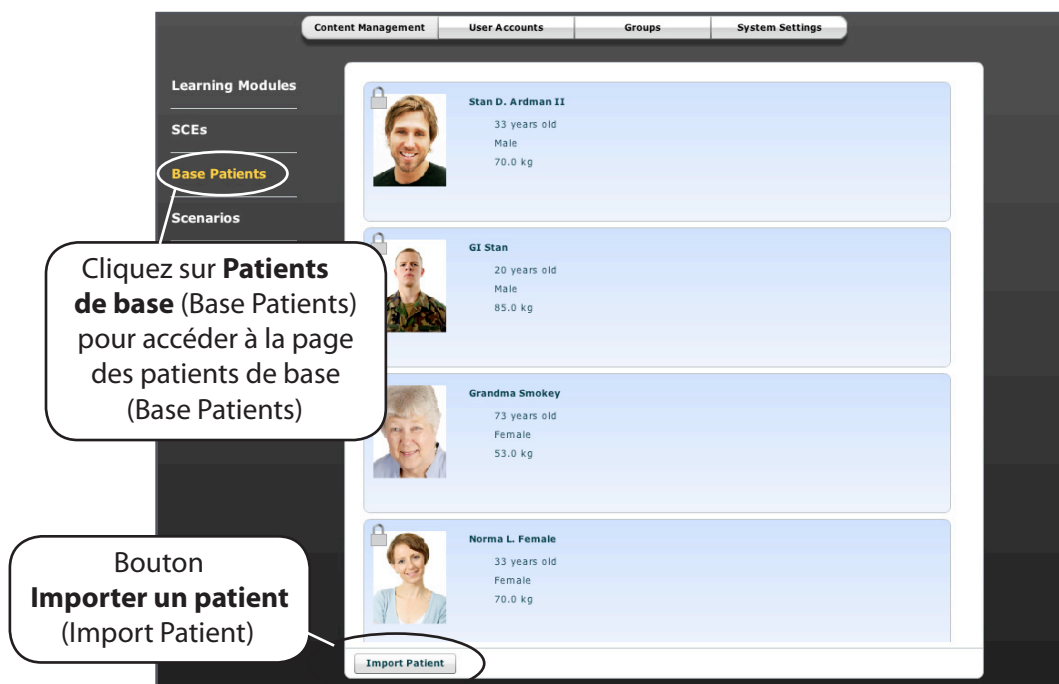 Content Management
User Accounts
Groups
System Settings
Learning Modules
SCEs
Base Patients
Scenarios
Cliquez sur Patients
de base (Base Patients)
pour accéder à la page
des patients de base
(Base Patients)
Stan D. Ardman II
33 years old
Male
70.0 kg
GI Stan
20 years old
Male
85.0 kg
Grandma Smokey
73 years old
Female
53.0 kg
Norma L. Female
33 years old
Female
70.0 kg
Bouton
Importer un patient
(Import Patient)
Import Patient